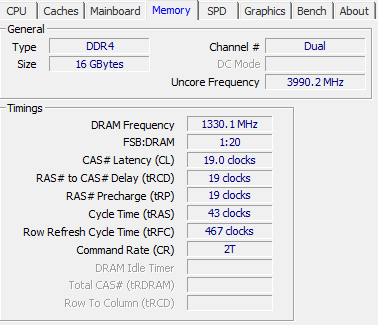 CPU Caches Mainboard Memory SPD Graphics Bench About
General
Type DDR4 Channel # Dual
Size 16 GBytes DC Mode
Uncore Frequency 3990.2 MHz
Timings
DRAM Frequency 1330.1 MHz
FSB:DRAM 1:20
CAS# Latency (CL) 19.0 clocks
RAS# to CAS# Delay (tRCD) 19 clocks
RAS# Precharge (tRP) 19 clocks
Cycle Time (tRAS) 43 clocks
Row Refresh Cycle Time (tRFC) 467 clocks
Command Rate (CR) 2T
DRAM Idle Timer
Total CAS# (tRDRAM)
Row To Column (tRCD)